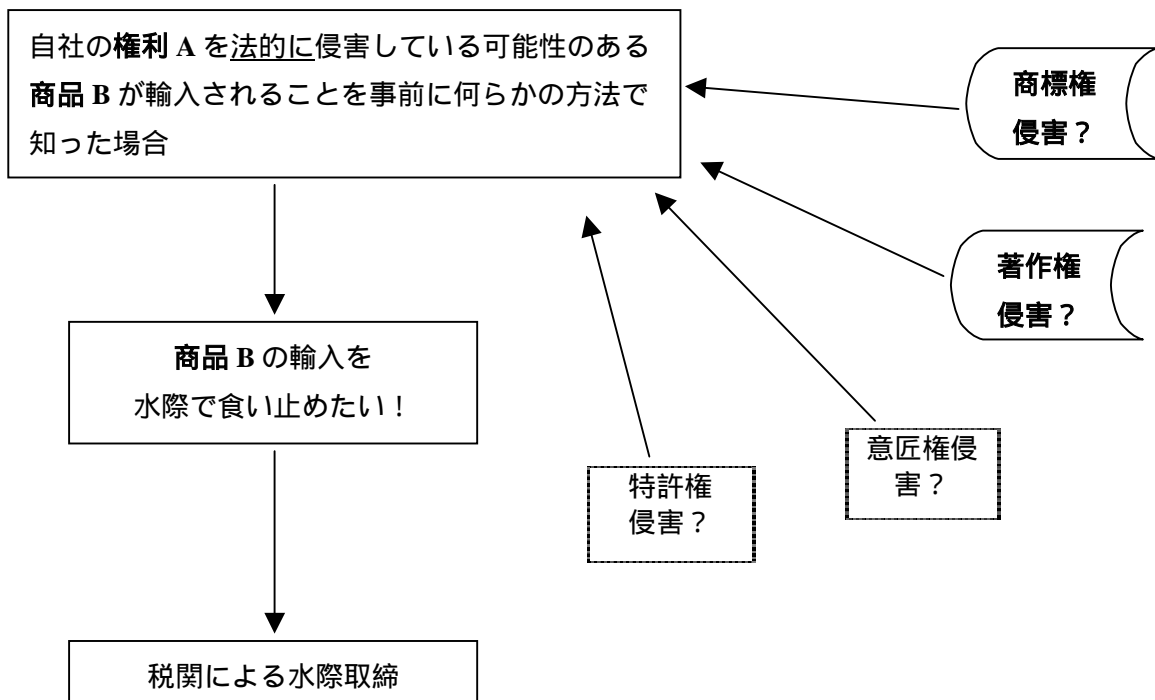 自社の権利 A を法的に侵害している可能性のある
商品 B が輸入されることを事前に何らかの方法で
知った場合
商標権
侵害？
著作権
侵害？
商品 B の輸入を
水際で食い止めたい！
意匠権侵
害？
特許権
侵害？
税関による水際取締